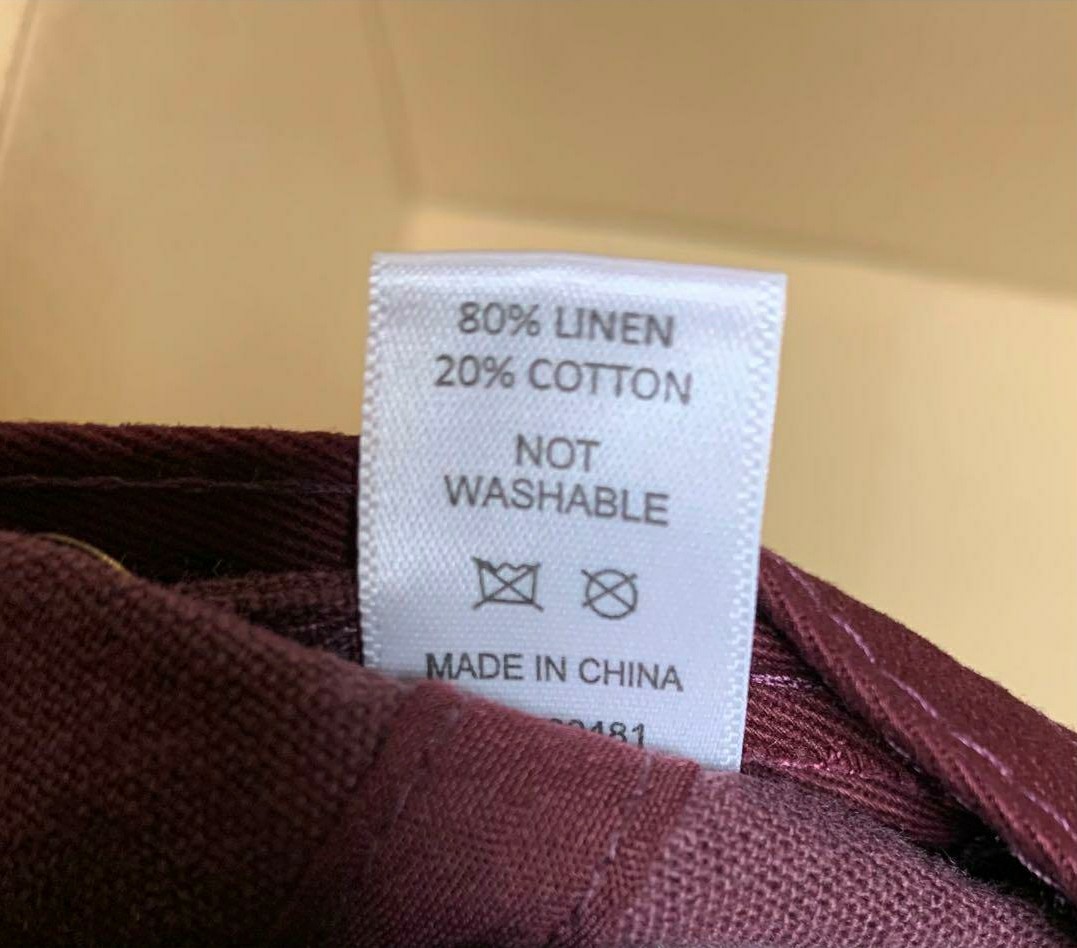 80% LINEN
20% COTTON
NOT
WASHABLE
MADE IN CHINA